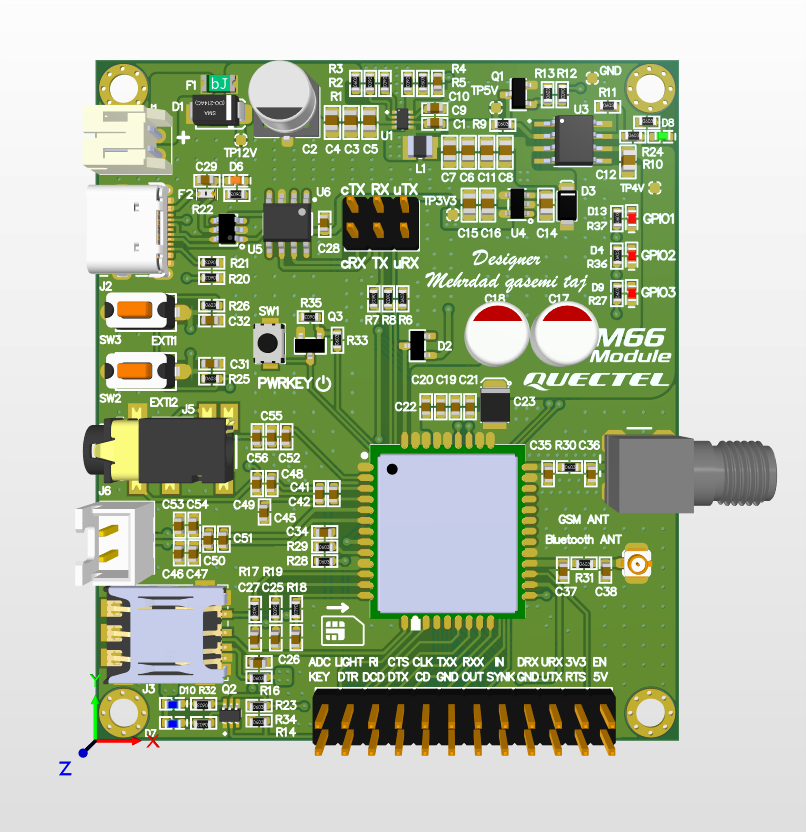 F1
bJ
R3
R4
R2
R5
R1
C10
C9
D1
SMA
(DO-214AC)
C2
C4 C3 C5
U1
C1
TP5V
Q1
R13 R12
GND
R11
R9
U3
D8
R24
R10
TP12V
+
L1
C7 C6 C11 C8
C12
C29
D6
F2
R22
U6
U5
C28
cTX RX uTX
cRX TX uRX
TP3V3
C15 C16
U4
C14
D3
TP4V
D13
R37
GPIO1
D4
R36
GPIO2
D9
R27
GPIO3
R21
R20
J2
Designer
Mehrdad qasemi taj
R26
C32
SW3
EXTI1
SW1
R35
Q3
R33
R7 R8 R6
C18
C17
D2
M66
Module
QUECTEL
C31
R25
SW2
EXTI2
PWRKEY
C20 C19 C21
C22
C23
J5
C55
C56
C52
J6
C48
C49
C45
C41
C42
C35 R30 C36
GSM ANT
C53 C54
C51
C50
C46 C47
C34
R29
R28
Bluetooth ANT
R31
C37
C38
R17 R19
C27 C25 R18
C26
R16
J3
D10 R32 Q2
R23
R34
R14
D7
ADC LIGHT RI CTS CLK TXX RXX IN DRX URX 3V3 EN
KEY DTR DCD DTX CD GND OUT SYNK GND UTX RTS 5V
Y
X
Z